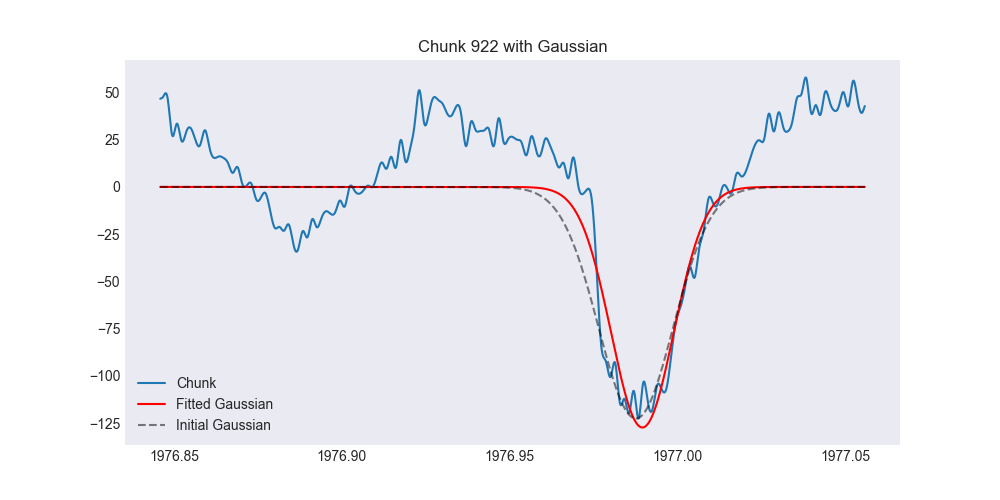 Chunk 922 with Gaussian
50
25
0
−25
−50
−75
−100
−125
Chunk
Fitted Gaussian
Initial Gaussian
1976.85 1976.90 1976.95 1977.00 1977.05